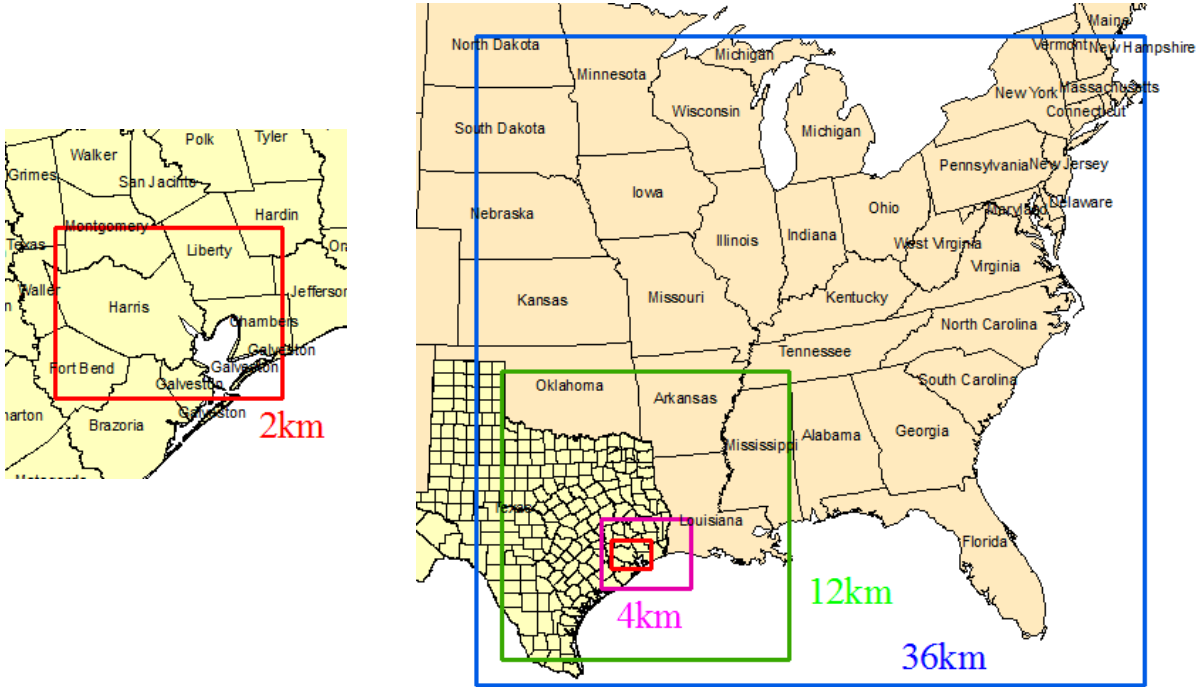 Polk
Tyler
Walker
Grimes
San Jacinto
Hardin
Montgomery
Texas
Liberty
Waller
Jefferson
Harris
Chambers
Galveston
Fort Bend
Galveston
Galveston
Galveston
Brazoria
2km
Maine
North Dakota
Vermont
New Hampshire
Michigan
Minnesota
Massachusetts
New York
Wisconsin
Connecticut
South Dakota
Michigan
Pennsylvania
New Jersey
Iowa
Delaware
Ohio
Maryland
Nebraska
Indiana
Illinois
West Virginia
Virginia
Kansas
Missouri
Kentucky
North Carolina
Tennessee
South Carolina
Oklahoma
Arkansas
Georgia
Alabama
Mississippi
Texas
Louisiana
Florida
12km
4km
36km